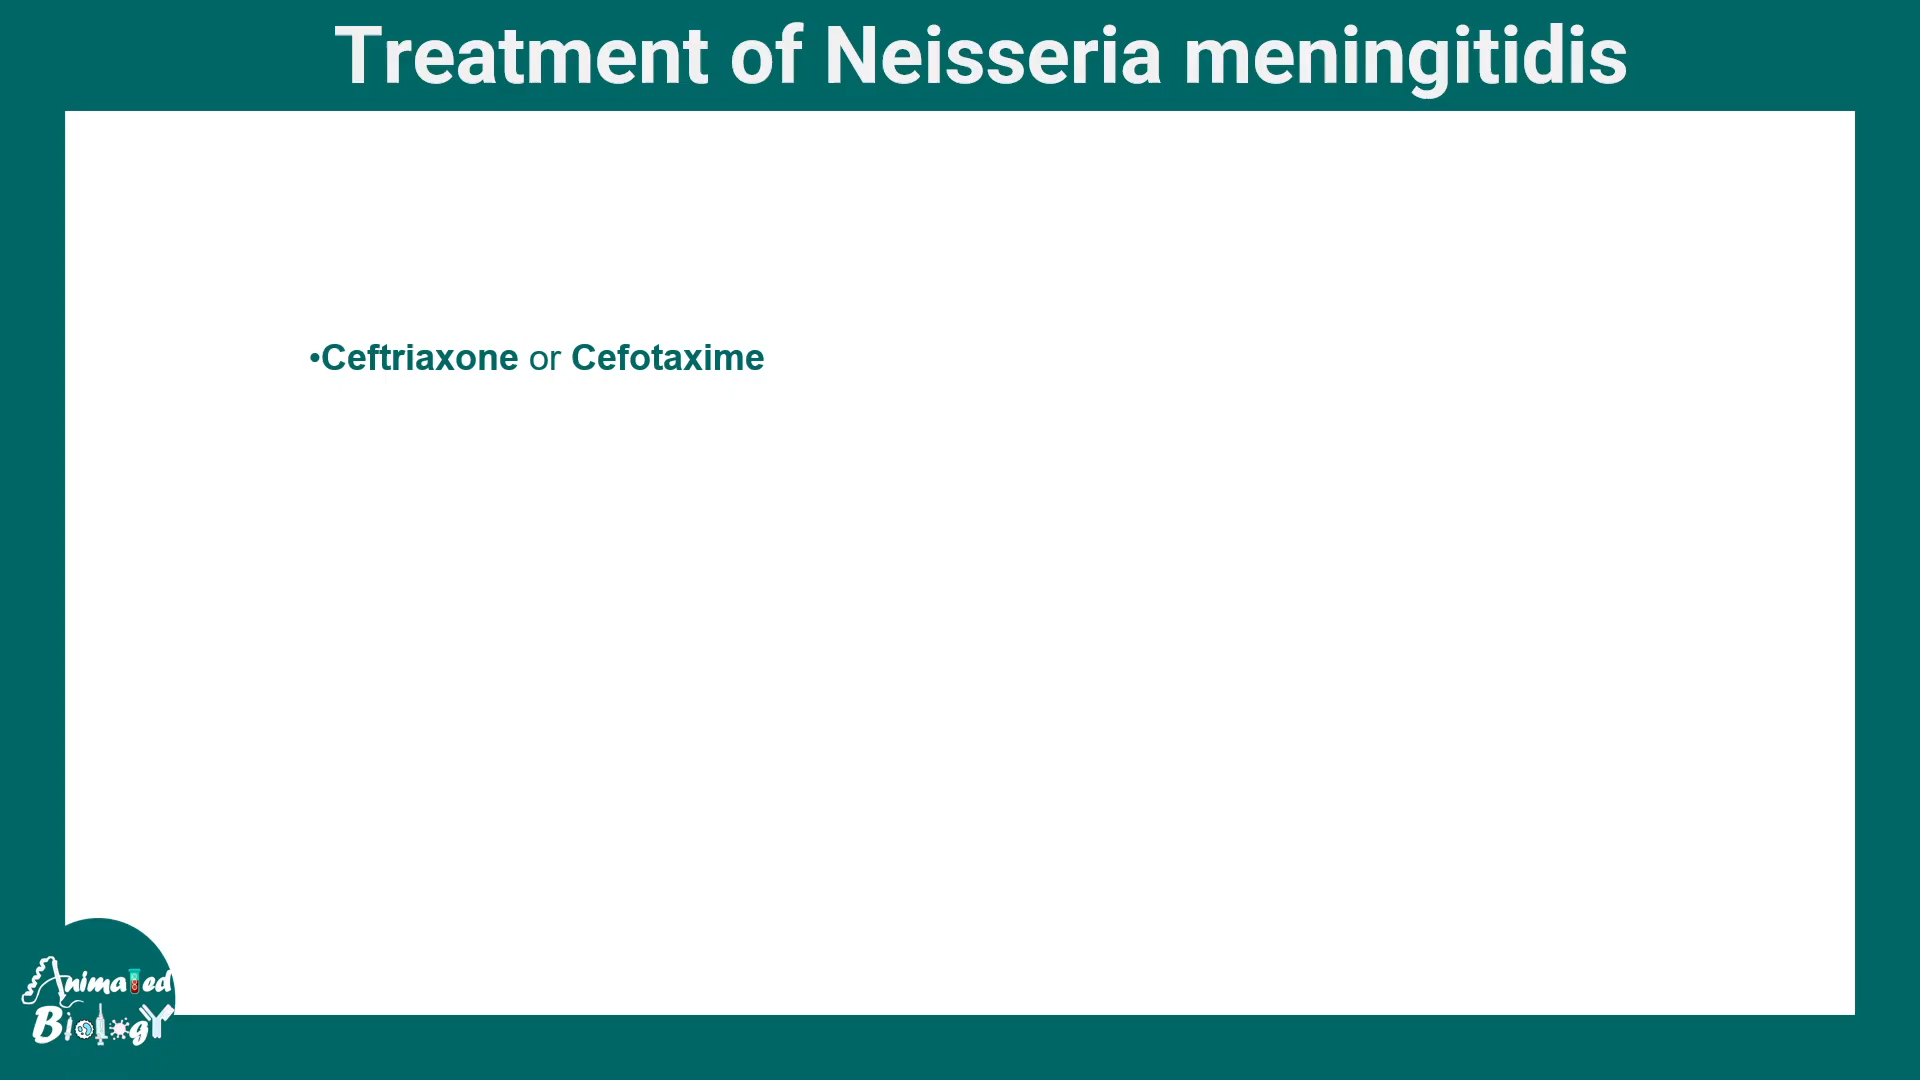 Treatment of Neisseria meningitidis
•Ceftriaxone or Cefotaxime
Animated
Biology